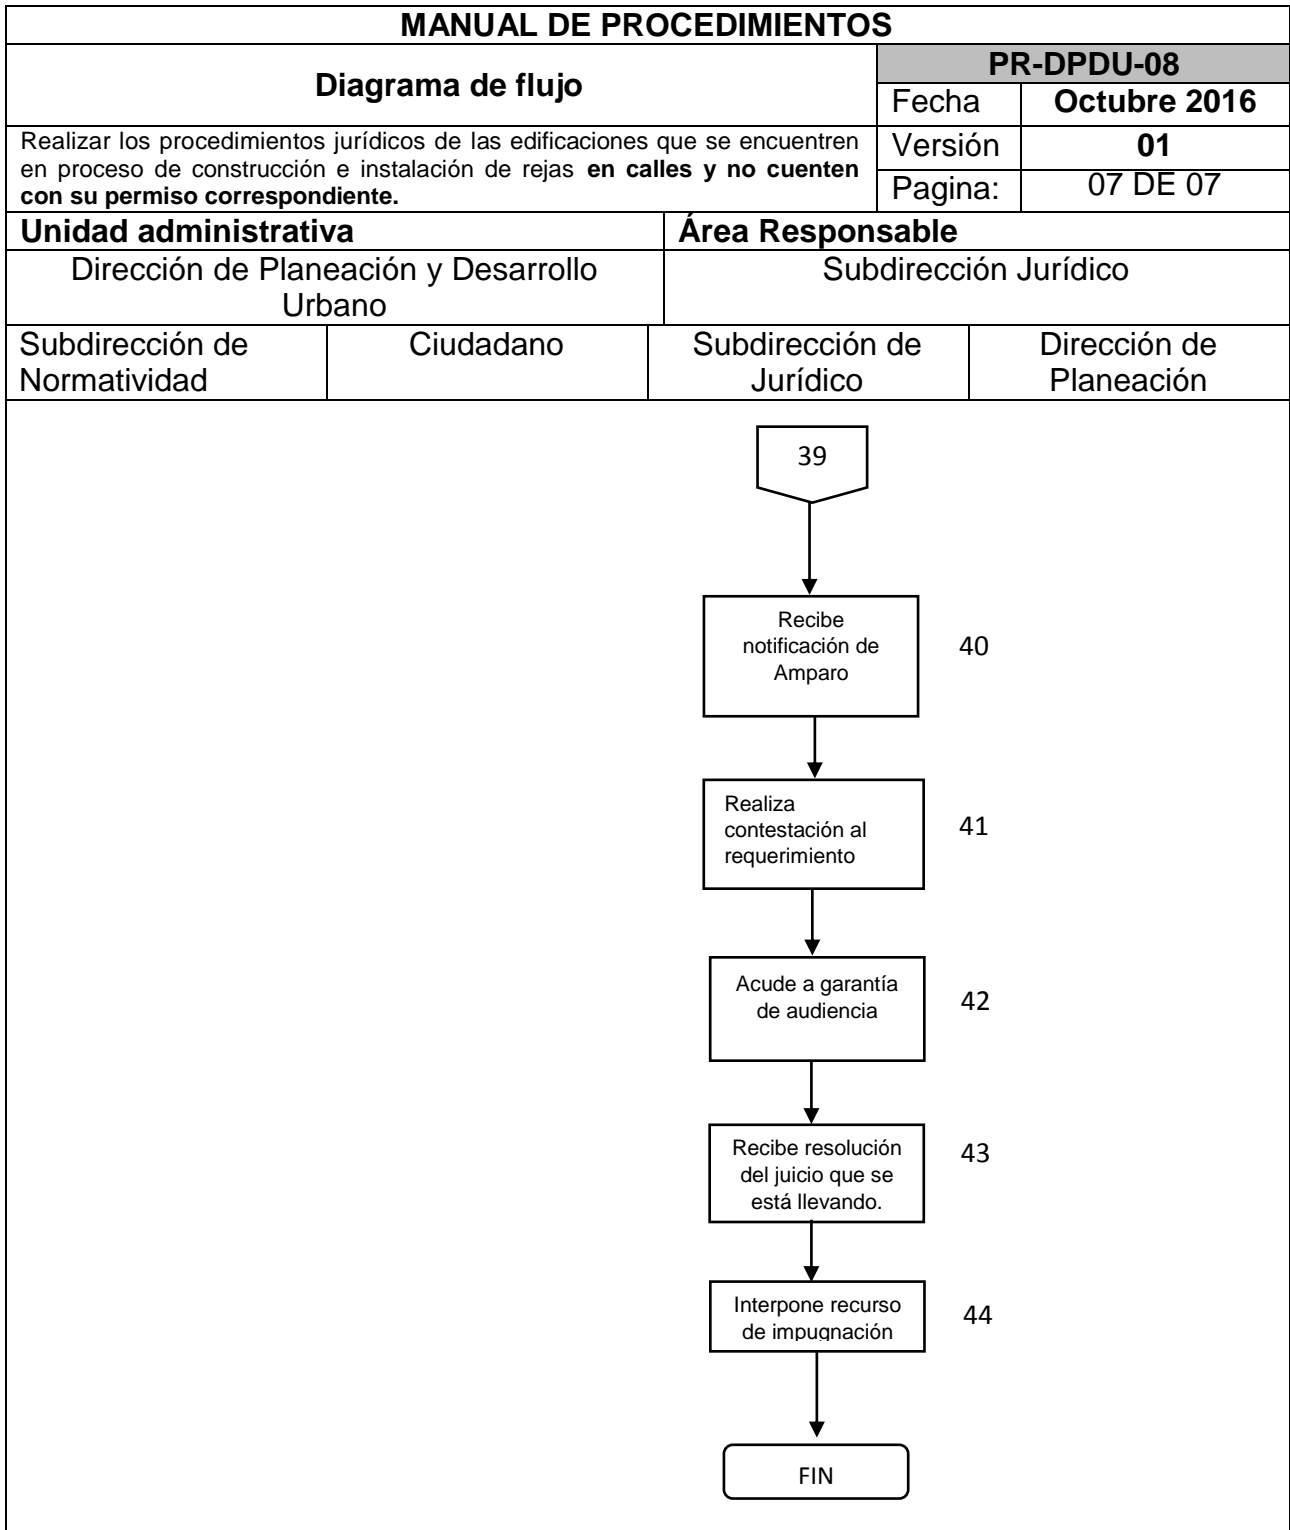 MANUAL DE PROCEDIMIENTOS
Diagrama de flujo
PR-DPDU-08
Fecha
Octubre 2016
Realizar los procedimientos jurídicos de las edificaciones que se encuentren
en proceso de construcción e instalación de rejas en calles y no cuenten
con su permiso correspondiente.
Versión
01
Pagina:
07 DE 07
Unidad administrativa
Área Responsable
Dirección de Planeación y Desarrollo
Urbano
Subdirección Jurídico
Subdirección de
Normatividad
Ciudadano
Subdirección de
Jurídico
Dirección de
Planeación
39
Recibe
notificación de
Amparo
40
Realiza
contestación al
requerimiento
41
Acude a garantía
de audiencia
42
Recibe resolución
del juicio que se
está llevando.
43
Interpone recurso
de impugnación
44
FIN